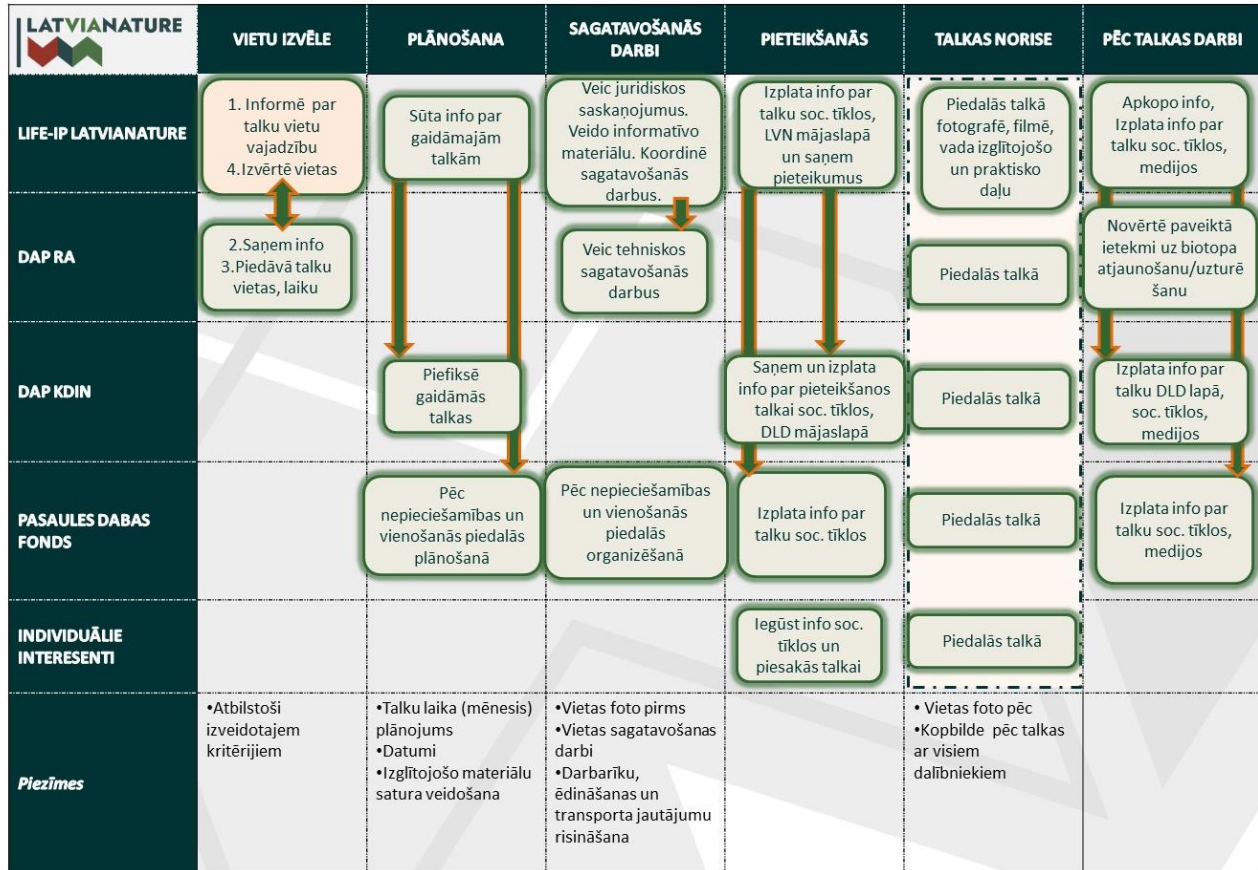 LATVIANATURE
VIETU IZVĒLE
PLĀNOŠANA
SAGATAVOŠANĀS
DARBI
PIETEIKŠANĀS
TALKAS NORISE
PĒC TALKAS DARBI
LIFE-IP LATVIANATURE
1. Informē par
talku vietu
vajadzību
4.Izvērtē vietas
Sūta info par
gaidāmajām
talkām
Veic juridiskos
saskaņojumus.
Veido informatīvo
materiālu. Koordinē
sagatavošanās
darbus.
Izplata info par
talku soc. tīklos,
LVN mājaslapā
un saņem
pieteikumus
Piedalās talkā
fotografē, filmē,
vada izglītojošo
un praktisko
daļu
Apkopo info,
Izplata info par
talku soc. tīklos,
medijos
DAP RA
2.Saņem info
3.Piedāvā talku
vietas, laiku
Veic tehniskos
sagatavošanās
darbus
Piedalās talkā
Novērtē paveiktā
ietekmi uz biotopa
atjaunošanu/uzturē
šanu
DAP KDIN
Piefiksē
gaidāmās
talkas
Saņem un izplata
info par pieteikšanos
talkai soc. tīklos,
DLD mājaslapā
Piedalās talkā
Izplata info par
talku DLD lapā,
soc. tīklos,
medijos
PASAULES DABAS
FONDS
Pēc
nepieciešamības un
vienošanās piedalās
plānošanā
Pēc nepieciešamības
un vienošanās
piedalās
organizēšanā
Izplata info par
talku soc. tīklos
Piedalās talkā
Izplata info par
talku soc. tīklos,
medijos
INDIVIDUĀLIE
INTERESENTI
Iegūst info soc.
tīklos un
piesakās talkai
Piedalās talkā
Piezīmes
•Atbilstoši
izveidotajem
kritērijiem
•Talku laika (mēnesis)
plānojums
•Datumi
•Izglītojošo materiālu
satura veidošana
•Vietas foto pirms
•Vietas sagatavošanas
darbi
•Darbarīku,
ēdināšanas un
transporta jautājumu
risināšana
• Vietas foto pēc
•Kopbilde pēc talkas
ar visiem
dalībniekiem